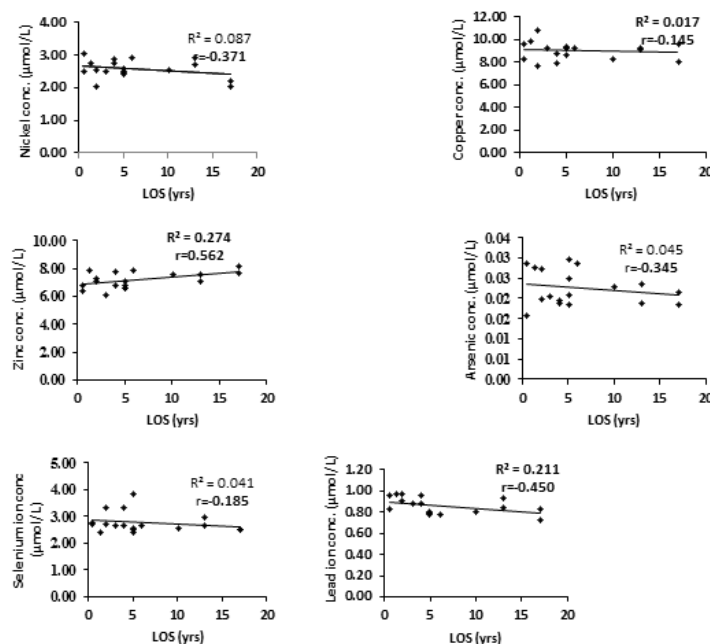 Nickel conc. (µmol/L)
4.00
3.00
2.00
1.00
0.00
R² = 0.087
r=-0.371
0 5 10 15 20
LOS (yrs)
Copper conc. (µmol/L)
12.00
10.00
8.00
6.00
4.00
2.00
0.00
R² = 0.017
r=-0.145
0 5 10 15 20
LOS (yrs)
Zinc conc. (µmol/L)
10.00
8.00
6.00
4.00
2.00
0.00
R² = 0.274
r=0.562
0 5 10 15 20
LOS (yrs)
Arsenic conc. (µmol/L)
0.04
0.03
0.03
0.02
0.02
0.01
0.01
0.00
R² = 0.045
r=-0.345
0 5 10 15 20
LOS (yrs)
Selenium ion conc
(µmol/L)
5.00
4.00
3.00
2.00
1.00
0.00
R² = 0.041
r=-0.185
0 5 10 15 20
LOS (yrs)
Lead ion conc. (µmol/L)
1.20
1.00
0.80
0.60
0.40
0.20
0.00
R² = 0.211
r=-0.450
0 5 10 15 20
LOS (yrs)